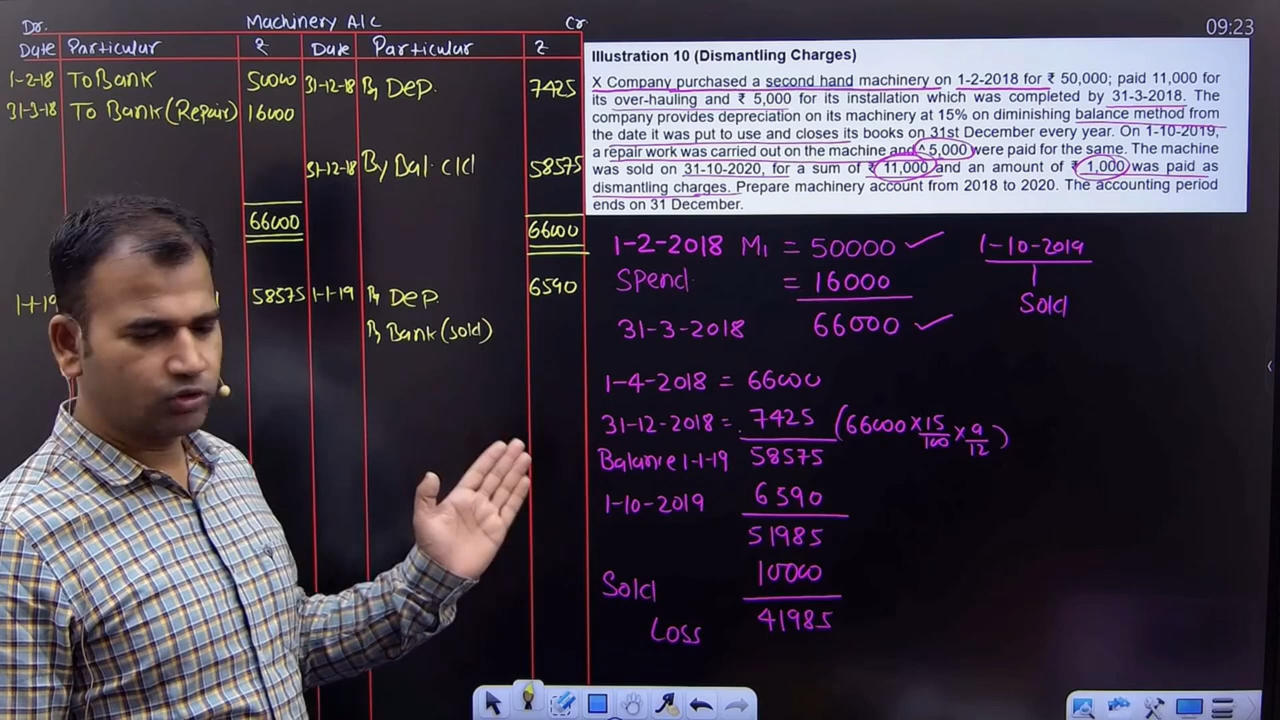 09:23
Dr. Machinery A/C Cr.
Date Particular ₹ Date Particular ₹
1-2-18 To Bank 50000 31-12-18 By Dep. 7425
31-3-18 To Bank (Repair) 16000
31-12-18 By Bal. c/d 58575
66000 66000
1-1-19 58575 1-1-19 By Dep. 6590
By Bank (sold)
Illustration 10 (Dismantling Charges)
X Company purchased a second hand machinery on 1-2-2018 for ₹ 50,000; paid 11,000 for
its over-hauling and ₹ 5,000 for its installation which was completed by 31-3-2018. The
company provides depreciation on its machinery at 15% on diminishing balance method from
the date it was put to use and closes its books on 31st December every year. On 1-10-2019,
a repair work was carried out on the machine and ^ 5,000 were paid for the same. The machine
was sold on 31-10-2020, for a sum of ₹ 11,000 and an amount of ₹ 1,000 was paid as
dismantling charges. Prepare machinery account from 2018 to 2020. The accounting period
ends on 31 December.
1-2-2018 M1 = 50000
Spend = 16000
31-3-2018 66000
1-10-2019
Sold
1-4-2018 = 66000
31-12-2018 = 7425 (66000 × 15/100 × 9/12)
Balance 1-1-19 58575
1-10-2019 6590
51985
Sold 10000
Loss 41985